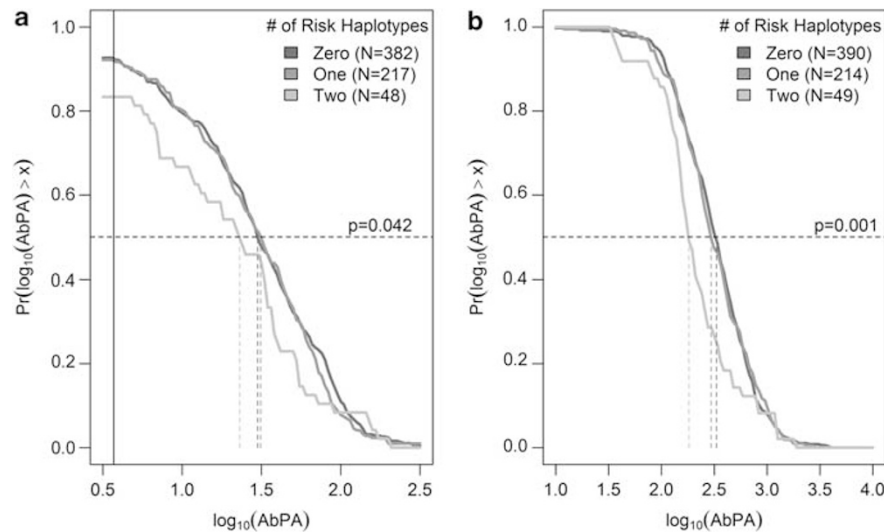 a
# of Risk Haplotypes
Zero (N=382)
One (N=217)
Two (N=48)
p=0.042
Pr(log10(AbPA) > x)
1.0
0.8
0.6
0.4
0.2
0.0
0.5 1.0 1.5 2.0 2.5
log10(AbPA)
b
# of Risk Haplotypes
Zero (N=390)
One (N=214)
Two (N=49)
p=0.001
Pr(log10(AbPA) > x)
1.0
0.8
0.6
0.4
0.2
0.0
1.0 1.5 2.0 2.5 3.0 3.5 4.0
log10(AbPA)